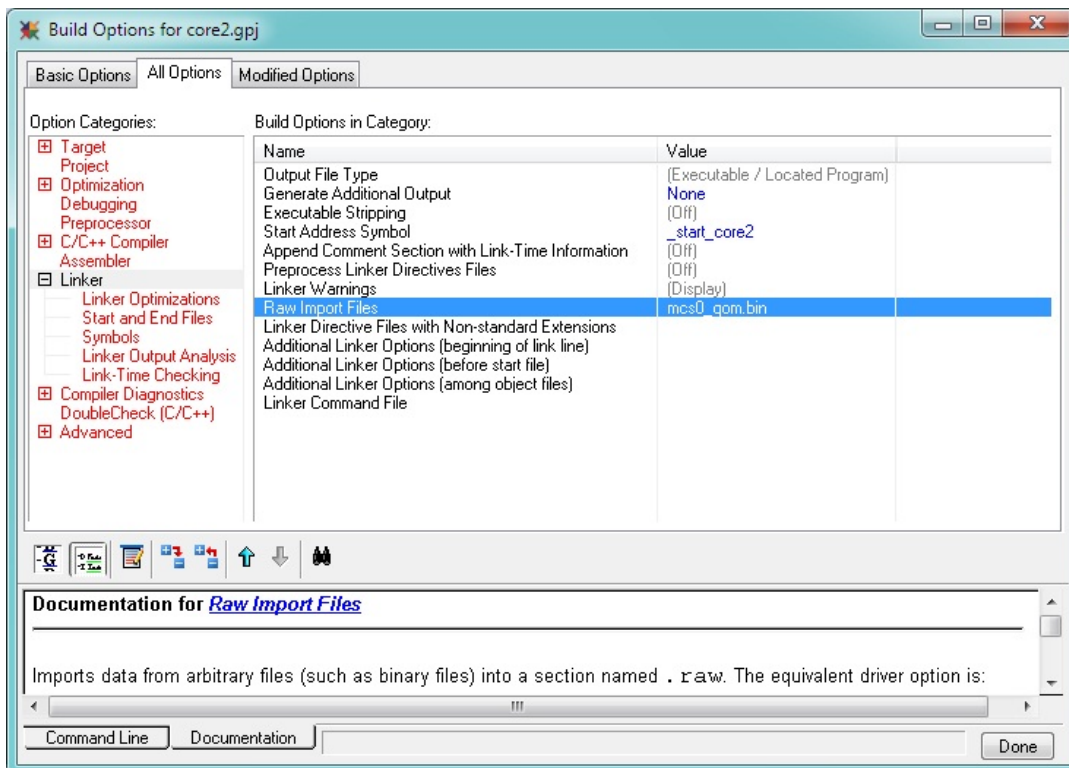 Build Options for core2.gpj
Basic Options All Options Modified Options
Option Categories:
Target
Project
Optimization
Debugging
Preprocessor
C/C++ Compiler
Assembler
Linker
Linker Optimizations
Start and End Files
Symbols
Linker Output Analysis
Link-Time Checking
Compiler Diagnostics
DoubleCheck (C/C++)
Advanced
Build Options in Category:
Name Value
Output File Type (Executable / Located Program)
Generate Additional Output None
Executable Stripping (Off)
Start Address Symbol _start_core2
Append Comment Section with Link-Time Information (Off)
Preprocess Linker Directives Files (Off)
Linker Warnings (Display)
Raw Import Files mcs0_gom.bin
Linker Directive Files with Non-standard Extensions
Additional Linker Options (beginning of link line)
Additional Linker Options (before start file)
Additional Linker Options (among object files)
Linker Command File
Documentation for Raw Import Files
Imports data from arbitrary files (such as binary files) into a section named .raw. The equivalent driver option is:
Command Line Documentation
Done